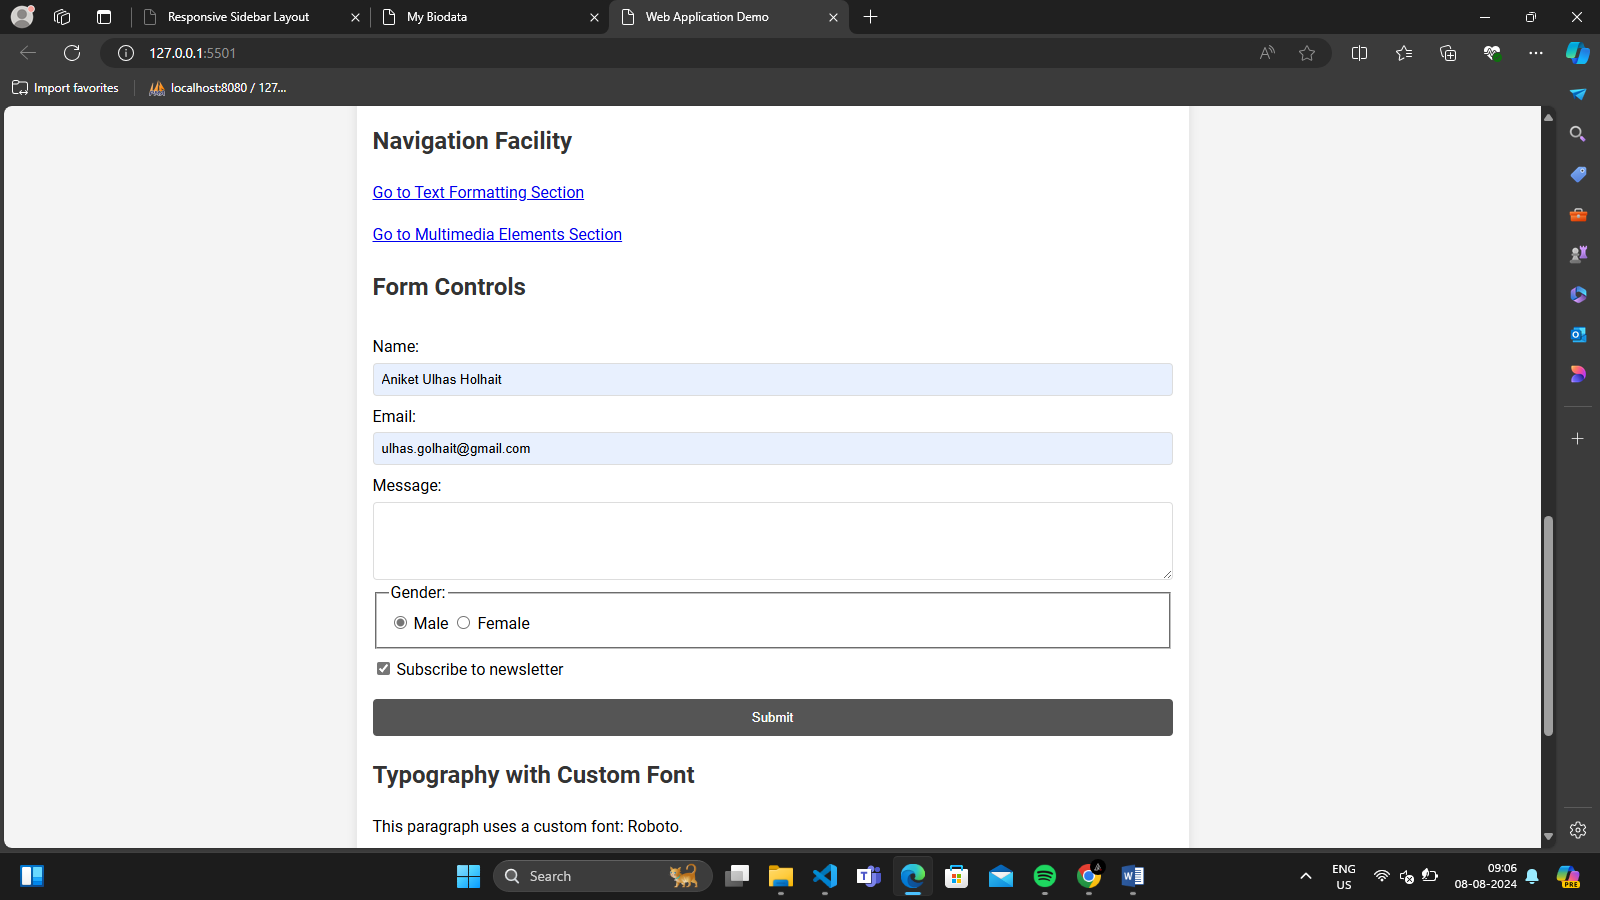 Responsive Sidebar Layout
My Biodata
Web Application Demo
127.0.0.1:5501
Import favorites
localhost:8080 / 127...
Navigation Facility
Go to Text Formatting Section
Go to Multimedia Elements Section
Form Controls
Name:
Aniket Ulhas Holhait
Email:
ulhas.golhait@gmail.com
Message:
Gender:
Male Female
Subscribe to newsletter
Submit
Typography with Custom Font
This paragraph uses a custom font: Roboto.
Search
ENG
US
09:06
08-08-2024
PRE